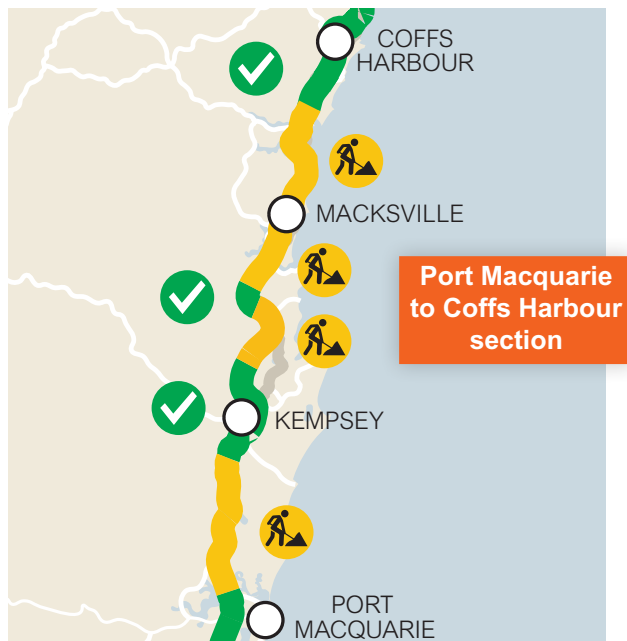 COFFS
HARBOUR
MACKSVILLE
Port Macquarie
to Coffs Harbour
section
KEMPSEY
PORT
MACQUARIE